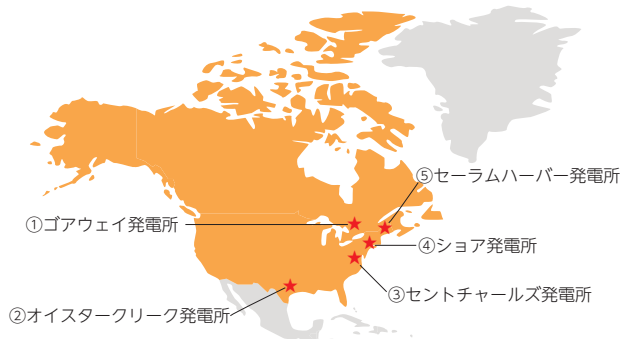 ①ゴアウェイ発電所
②オイスタークリーク発電所
③セントチャールズ発電所
④ショア発電所
⑤セーラムハーバー発電所